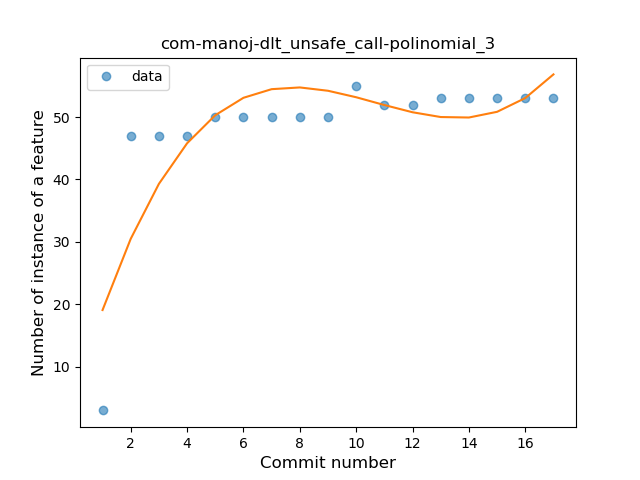 com-manoj-dlt_unsafe_call-polinomial_3
data
Number of instance of a feature
50
40
30
20
10
2 4 6 8 10 12 14 16
Commit number